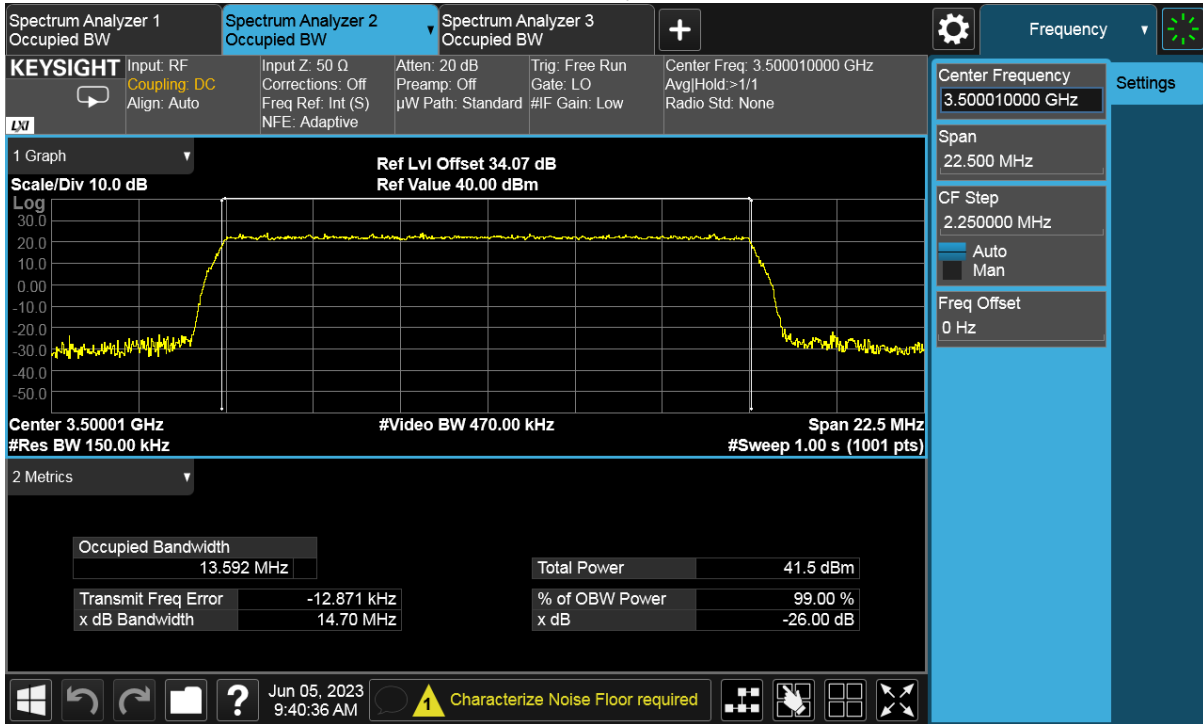 Spectrum Analyzer 1
Occupied BW
Spectrum Analyzer 2
Occupied BW
Spectrum Analyzer 3
Occupied BW
Frequency
KEYSIGHT
LXI
Input: RF
Coupling: DC
Align: Auto
Input Z: 50 Ω
Corrections: Off
Freq Ref: Int (S)
NFE: Adaptive
Atten: 20 dB
Preamp: Off
µW Path: Standard
Trig: Free Run
Gate: LO
#IF Gain: Low
Center Freq: 3.500010000 GHz
Avg|Hold:>1/1
Radio Std: None
Center Frequency
3.500010000 GHz
Settings
Span
22.500 MHz
CF Step
2.250000 MHz
Auto
Man
Freq Offset
0 Hz
1 Graph
Scale/Div 10.0 dB
Ref Lvl Offset 34.07 dB
Ref Value 40.00 dBm
Log
30.0
20.0
10.0
0.00
-10.0
-20.0
-30.0
-40.0
-50.0
Center 3.50001 GHz
#Res BW 150.00 kHz
#Video BW 470.00 kHz
Span 22.5 MHz
#Sweep 1.00 s (1001 pts)
2 Metrics
Occupied Bandwidth
13.592 MHz
Transmit Freq Error -12.871 kHz
x dB Bandwidth 14.70 MHz
Total Power 41.5 dBm
% of OBW Power 99.00 %
x dB -26.00 dB
?
Jun 05, 2023
9:40:36 AM
1
Characterize Noise Floor required